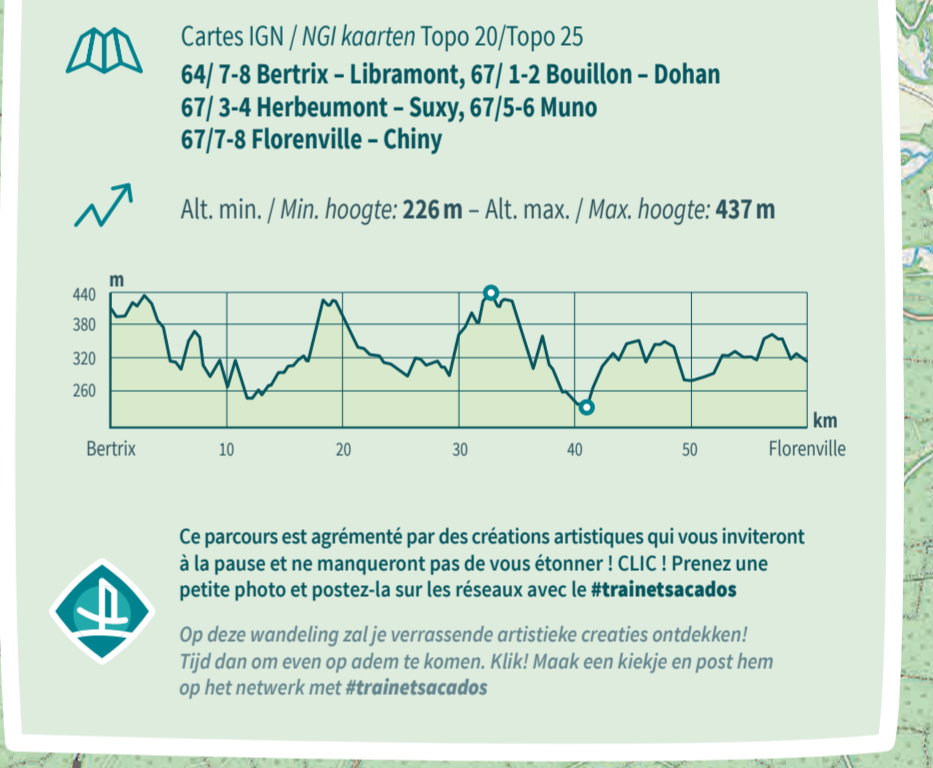 Cartes IGN / NGI kaarten Topo 20/Topo 25
64/ 7-8 Bertrix – Libramont, 67/ 1-2 Bouillon – Dohan
67/ 3-4 Herbeumont – Suxy, 67/5-6 Muno
67/7-8 Florenville – Chiny
Alt. min. / Min. hoogte: 226 m – Alt. max. / Max. hoogte: 437 m
m
440
380
320
260
km
Bertrix 10 20 30 40 50 Florenville
Ce parcours est agrémenté par des créations artistiques qui vous inviteront
à la pause et ne manqueront pas de vous étonner ! CLIC ! Prenez une
petite photo et postez-la sur les réseaux avec le #trainetsacados
Op deze wandeling zal je verrassende artistieke creaties ontdekken!
Tijd dan om even op adem te komen. Klik! Maak een kiekje en post hem
op het netwerk met #trainetsacados